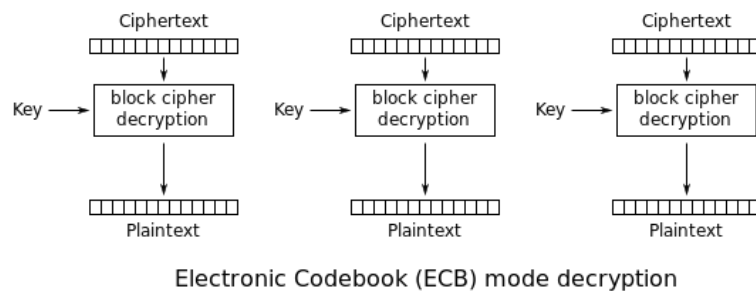 Ciphertext Ciphertext Ciphertext
Key block cipher decryption Key block cipher decryption Key block cipher decryption
Plaintext Plaintext Plaintext
Electronic Codebook (ECB) mode decryption